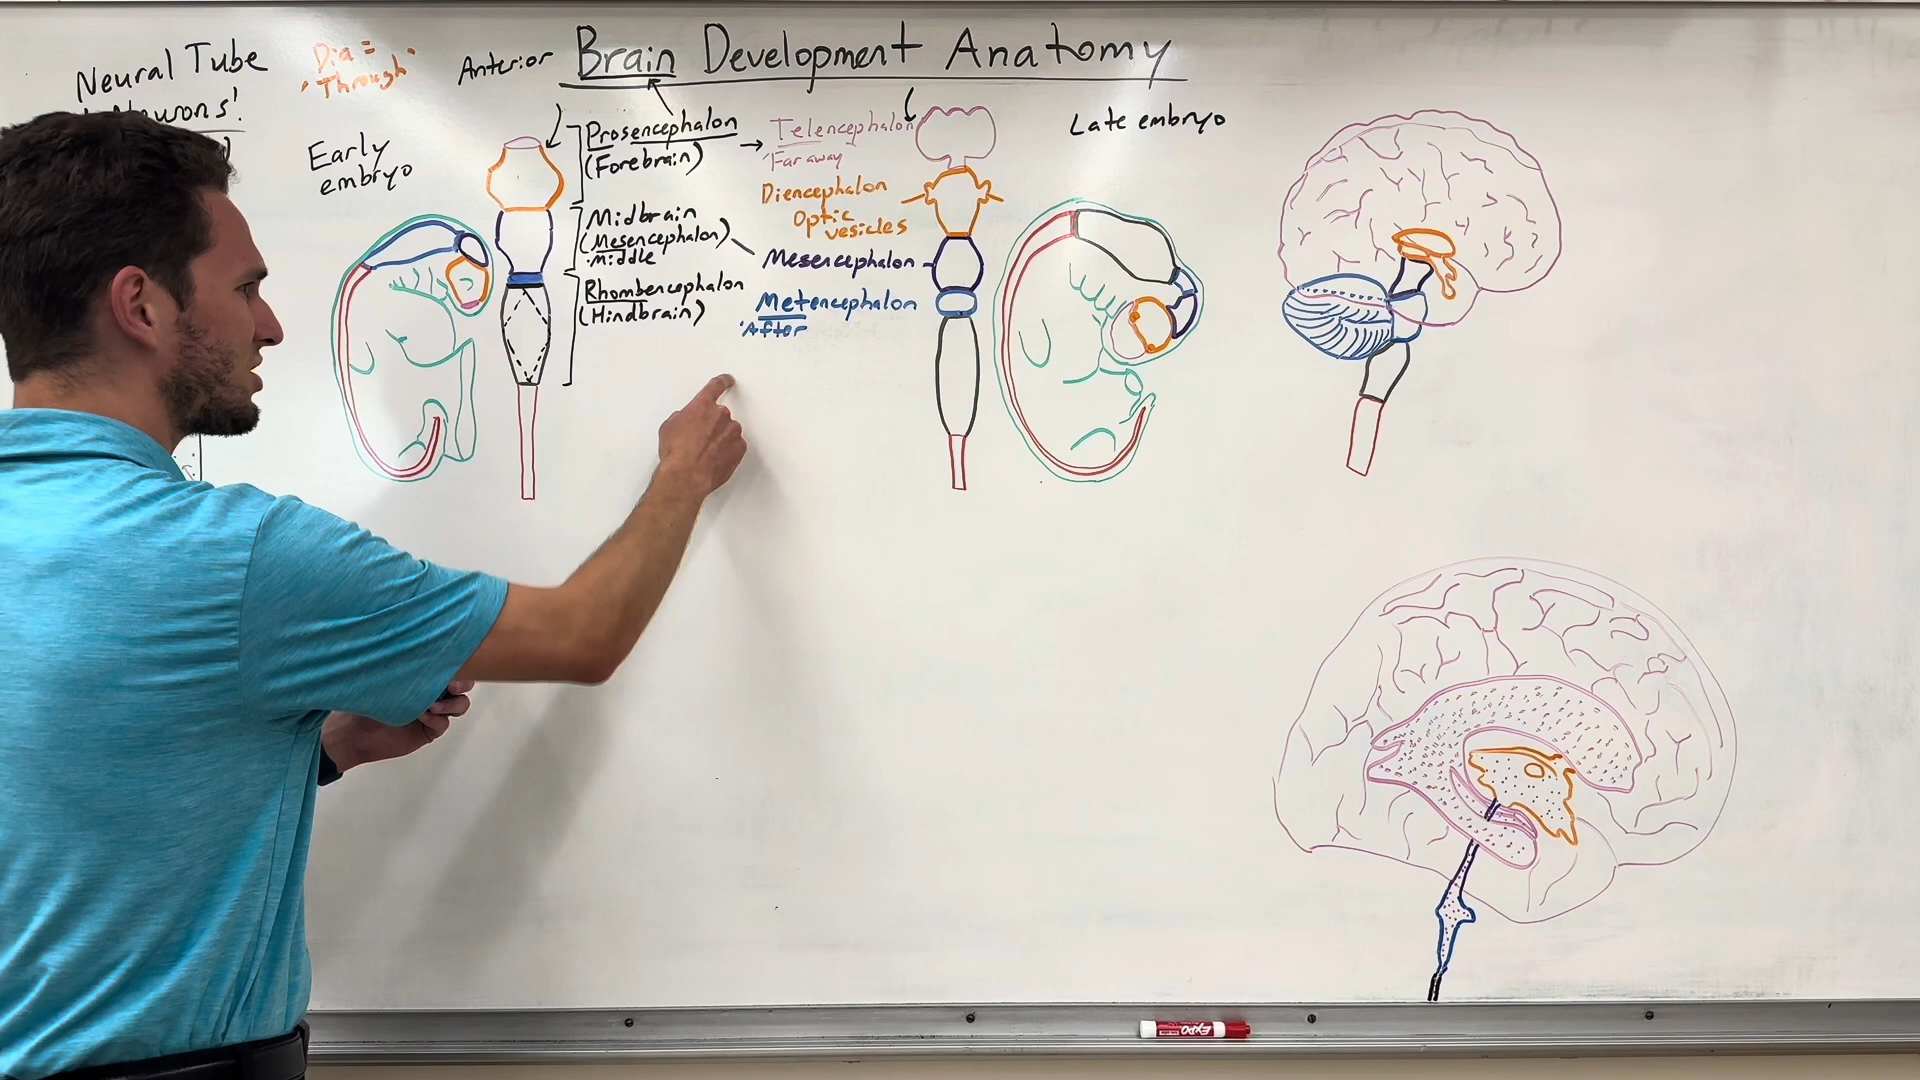 Neural Tube
Neurons!
Dia =
'Through'
Anterior
Brain Development Anatomy
Early
embryo
Prosencephalon
(Forebrain)
Midbrain
(Mesencephalon)
'Middle
Rhombencephalon
(Hindbrain)
Telencephalon
'Far away
Diencephalon
Optic
vesicles
Mesencephalon
Metencephalon
'After
Late embryo
EXPO